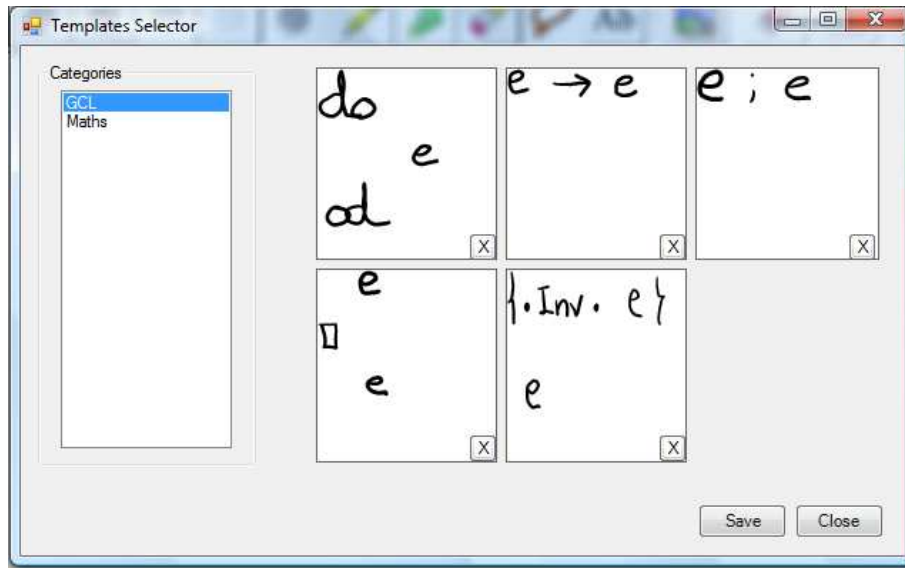 Templates Selector
Categories
GCL
Maths
do
e
od
X
e → e
X
e ; e
X
e
▯
e
X
{.Inv. e}
e
X
Save
Close